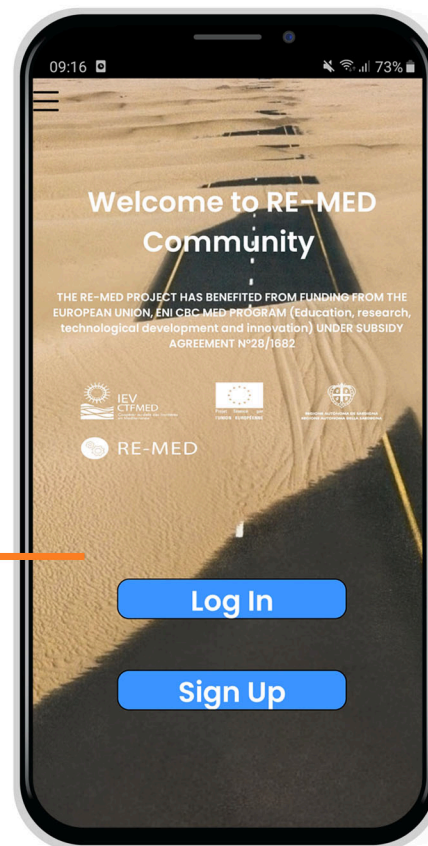 09:16 73%
Welcome to RE-MED
Community
THE RE-MED PROJECT HAS BENEFITED FROM FUNDING FROM THE
EUROPEAN UNION, ENI CBC MED PROGRAM (Education, research,
technological development and innovation) UNDER SUBSIDY
AGREEMENT N°28/1682
IEV
CTFMED
RE-MED
Log In
Sign Up